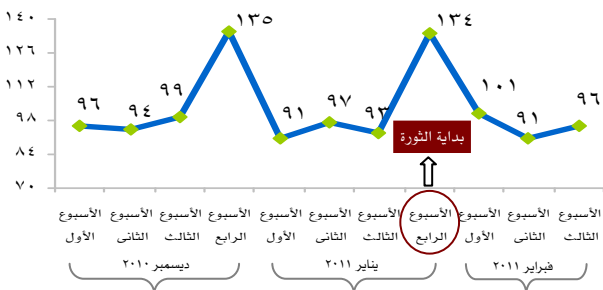 ١٤٠
١٢٦
١١٢
٩٨
٨٤
٧٠
٩٦
٩٤
٩٩
١٣٥
٩١
٩٧
٩٣
١٣٤
١٠١
٩١
٩٦
بداية الثورة
الأسبوع الأول
الأسبوع الثانى
الأسبوع الثالث
الأسبوع الرابع
الأسبوع الأول
الأسبوع الثانى
الأسبوع الثالث
الأسبوع الرابع
الأسبوع الأول
الأسبوع الثانى
الأسبوع الثالث
ديسمبر ٢٠١٠
يناير ٢٠١١
فبراير ٢٠١١